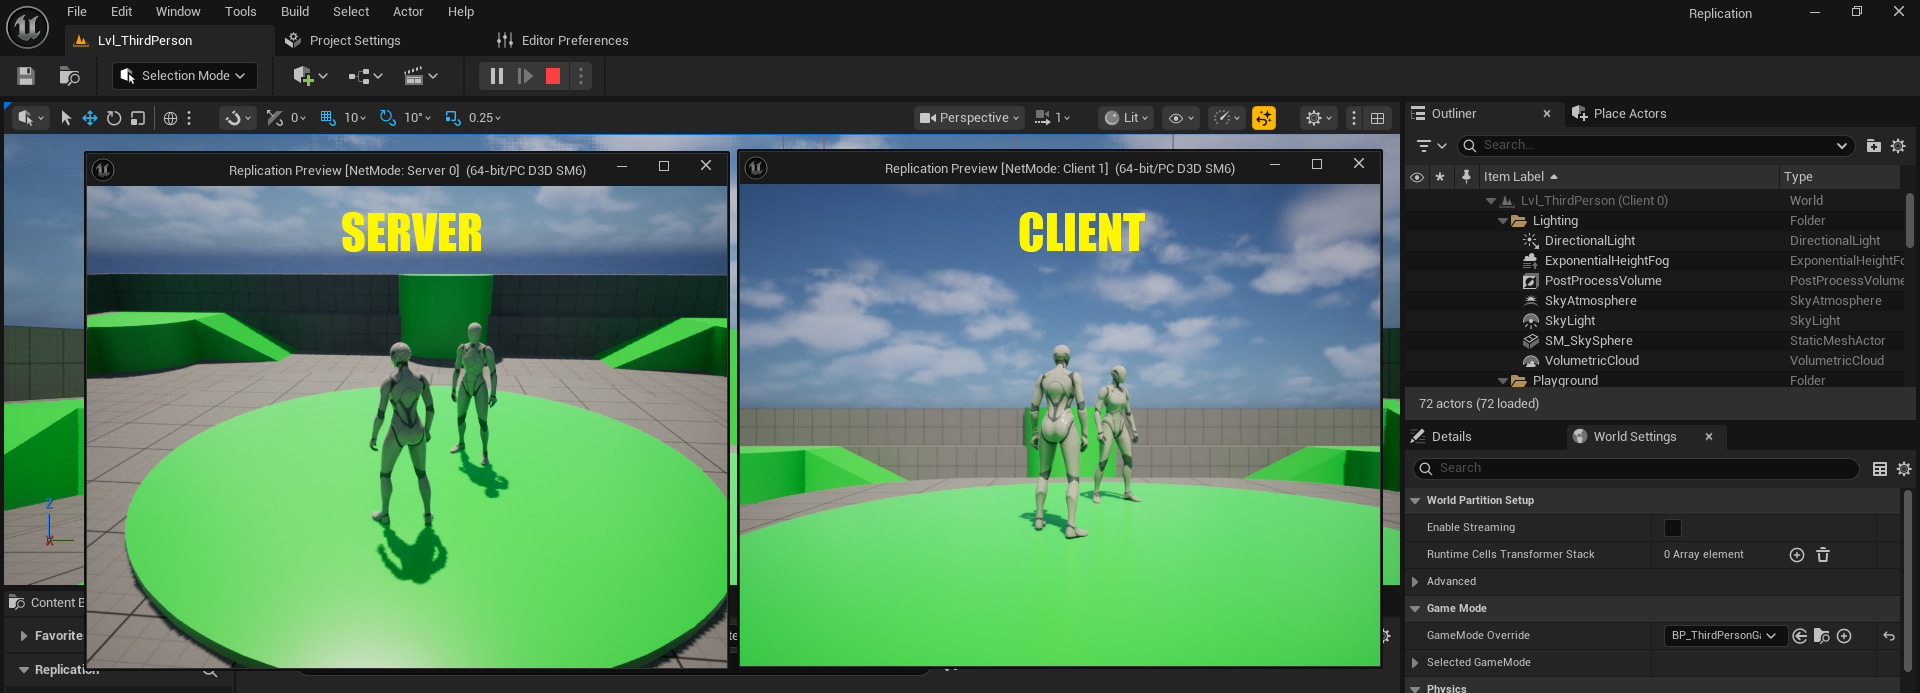 File Edit Window Tools Build Select Actor Help
Replication
Lvl_ThirdPerson Project Settings Editor Preferences
Selection Mode
0 10 10° 0.25 Perspective 1 Lit
Outliner Place Actors
Search...
Item Label Type
Lvl_ThirdPerson (Client 0) World
Lighting Folder
DirectionalLight DirectionalLight
ExponentialHeightFog ExponentialHeightFo
PostProcessVolume PostProcessVolume
SkyAtmosphere SkyAtmosphere
SkyLight SkyLight
SM_SkySphere StaticMeshActor
VolumetricCloud VolumetricCloud
Playground Folder
72 actors (72 loaded)
Replication Preview [NetMode: Server 0] (64-bit/PC D3D SM6)
SERVER
Replication Preview [NetMode: Client 1] (64-bit/PC D3D SM6)
CLIENT
Z
X
Content B
Favorite
Replication
Details World Settings
Search
World Partition Setup
Enable Streaming
Runtime Cells Transformer Stack 0 Array element
Advanced
Game Mode
GameMode Override BP_ThirdPersonGa
Selected GameMode
Physics